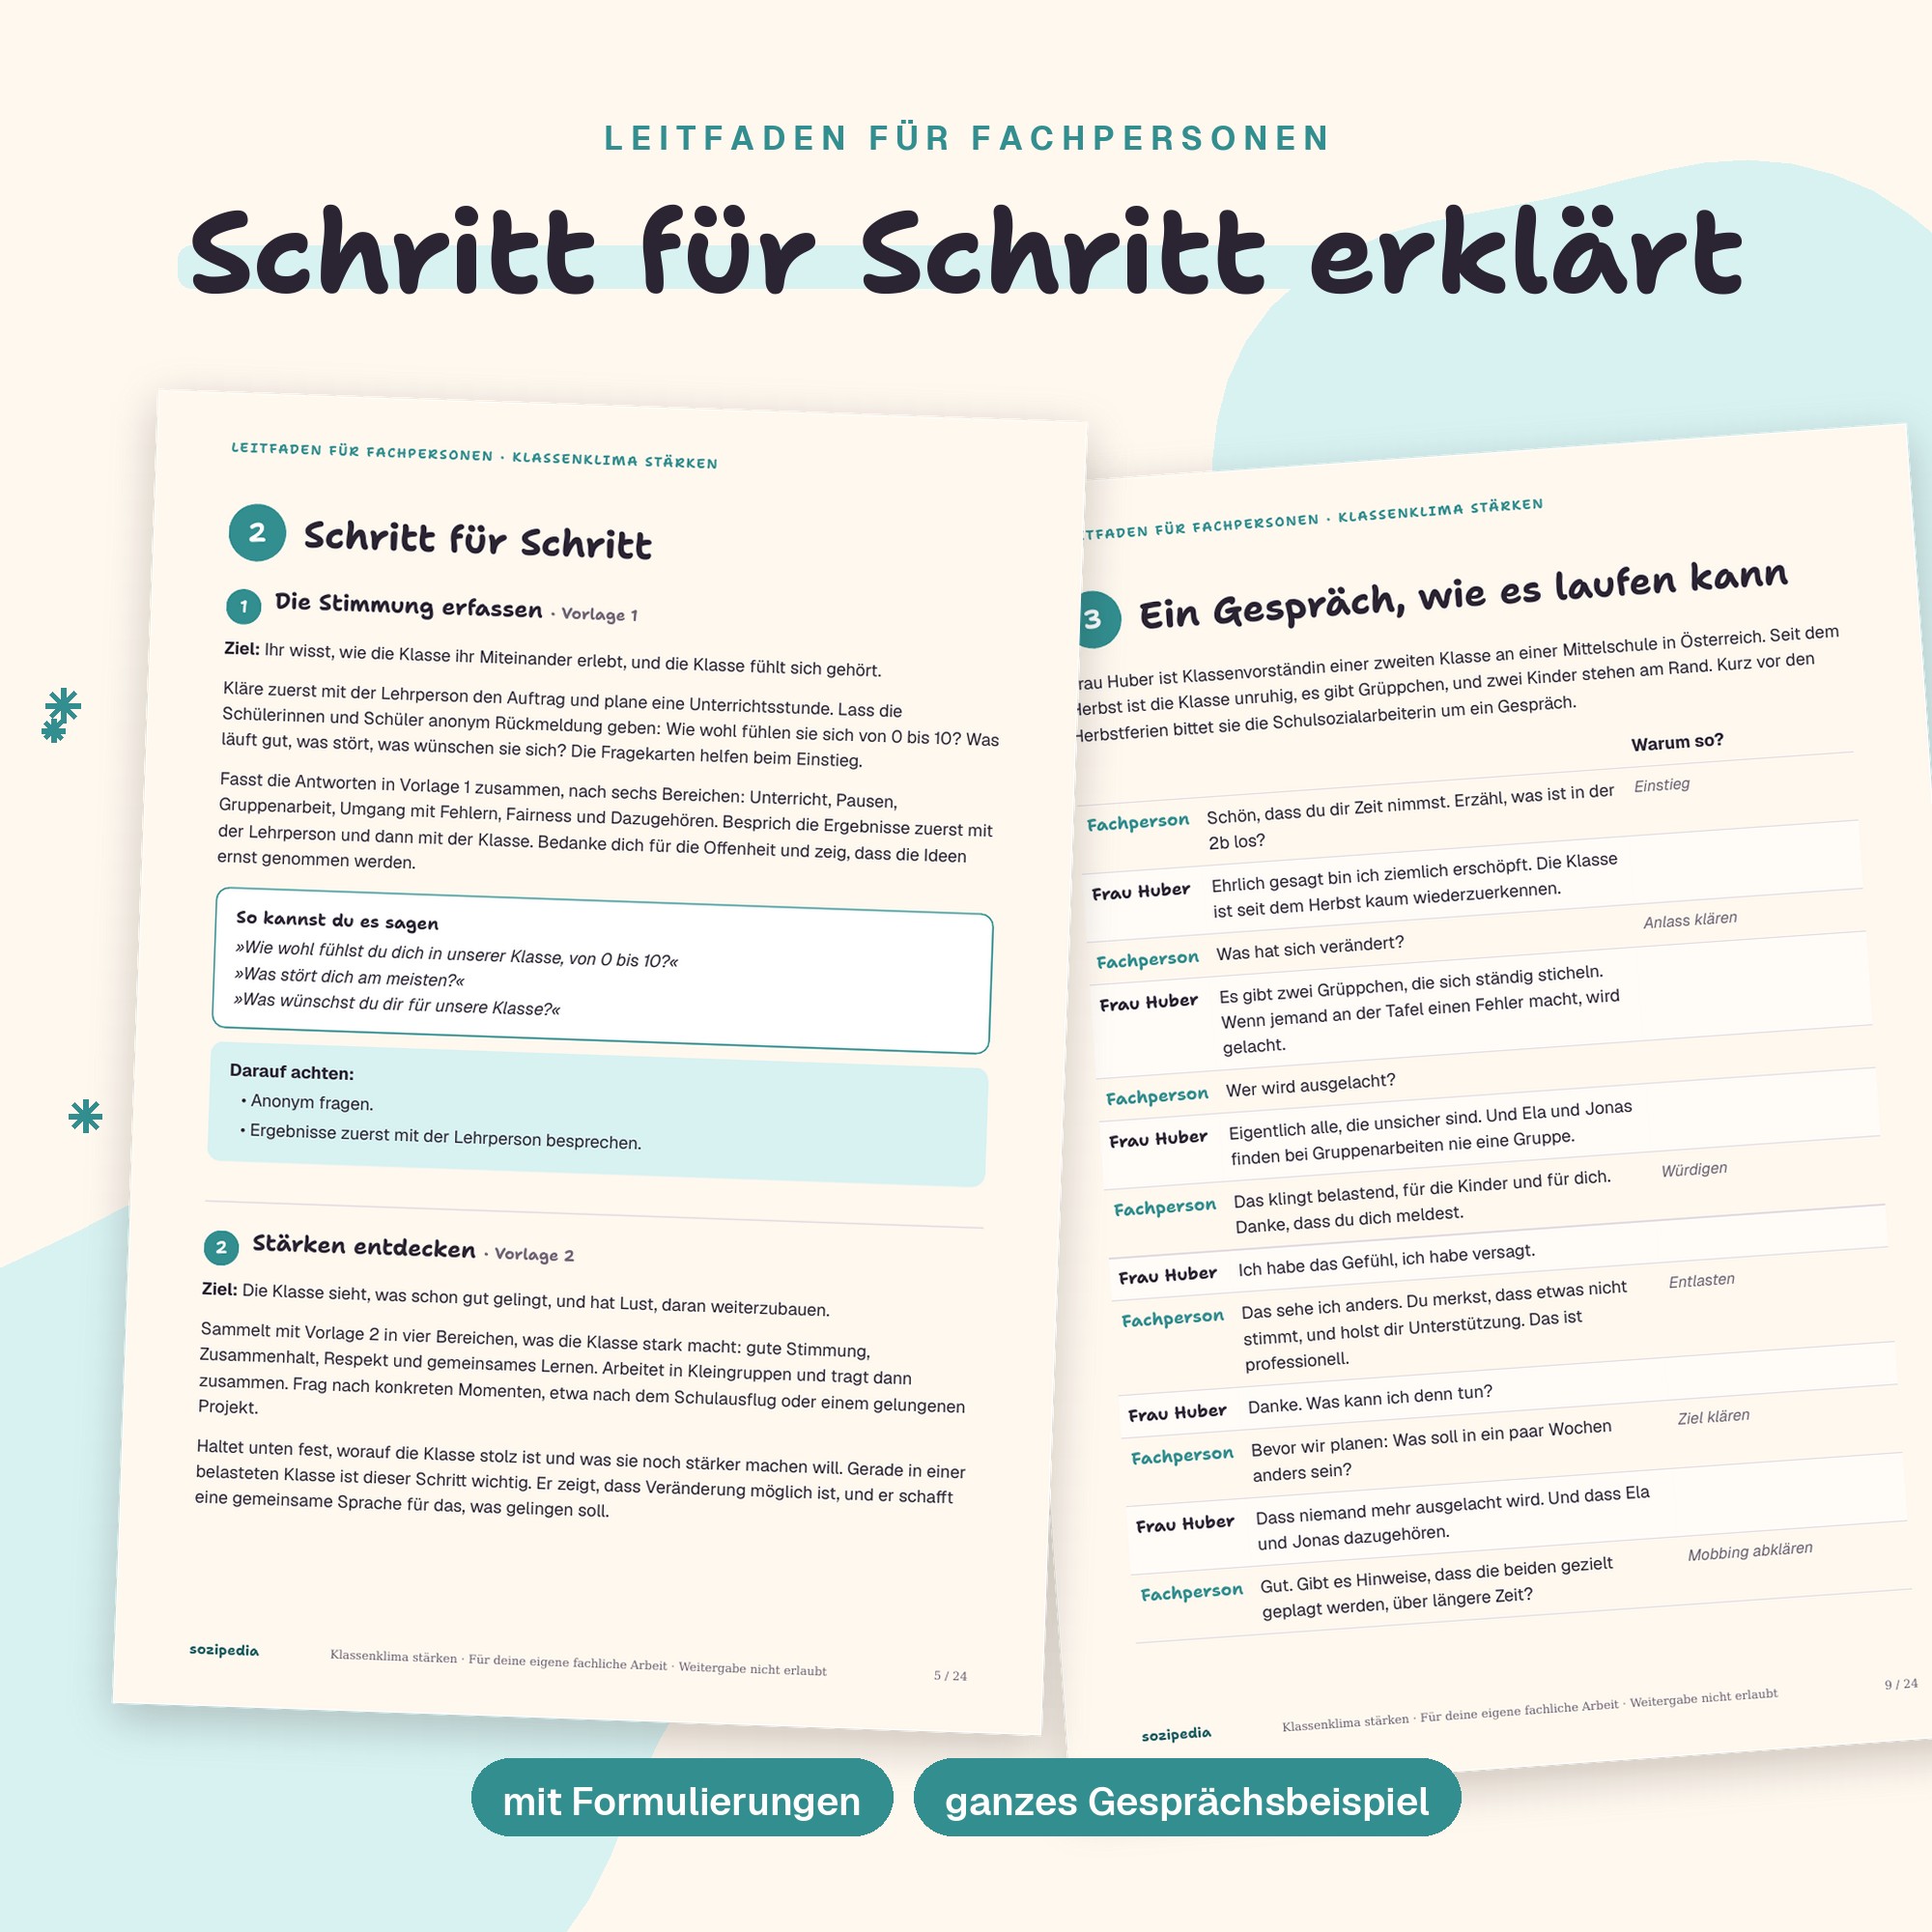 LEITFADEN FÜR FACHPERSONEN
Schritt für Schritt erklärt
LEITFADEN FÜR FACHPERSONEN · KLASSENKLIMA STÄRKEN
2 Schritt für Schritt
1 Die Stimmung erfassen · Vorlage 1
Ziel: Ihr wisst, wie die Klasse ihr Miteinander erlebt, und die Klasse fühlt sich gehört.
Kläre zuerst mit der Lehrperson den Auftrag und plane eine Unterrichtsstunde. Lass die
Schülerinnen und Schüler anonym Rückmeldung geben: Wie wohl fühlen sie sich von 0 bis 10? Was
läuft gut, was stört, was wünschen sie sich? Die Fragekarten helfen beim Einstieg.
Fasst die Antworten in Vorlage 1 zusammen, nach sechs Bereichen: Unterricht, Pausen,
Gruppenarbeit, Umgang mit Fehlern, Fairness und Dazugehören. Besprich die Ergebnisse zuerst mit
der Lehrperson und dann mit der Klasse. Bedanke dich für die Offenheit und zeig, dass die Ideen
ernst genommen werden.
So kannst du es sagen
»Wie wohl fühlst du dich in unserer Klasse, von 0 bis 10?«
»Was stört dich am meisten?«
»Was wünschst du dir für unsere Klasse?«
Darauf achten:
• Anonym fragen.
• Ergebnisse zuerst mit der Lehrperson besprechen.
2 Stärken entdecken · Vorlage 2
Ziel: Die Klasse sieht, was schon gut gelingt, und hat Lust, daran weiterzubauen.
Sammelt mit Vorlage 2 in vier Bereichen, was die Klasse stark macht: gute Stimmung,
Zusammenhalt, Respekt und gemeinsames Lernen. Arbeitet in Kleingruppen und tragt dann
zusammen. Frag nach konkreten Momenten, etwa nach dem Schulausflug oder einem gelungenen
Projekt.
Haltet unten fest, worauf die Klasse stolz ist und was sie noch stärker machen will. Gerade in einer
belasteten Klasse ist dieser Schritt wichtig. Er zeigt, dass Veränderung möglich ist, und er schafft
eine gemeinsame Sprache für das, was gelingen soll.
sozipedia Klassenklima stärken · Für deine eigene fachliche Arbeit · Weitergabe nicht erlaubt 5 / 24
FÜR FACHPERSONEN · KLASSENKLIMA STÄRKEN
3 Ein Gespräch, wie es laufen kann
Huber ist Klassenvorständin einer zweiten Klasse an einer Mittelschule in Österreich. Seit dem
ist die Klasse unruhig, es gibt Grüppchen, und zwei Kinder stehen am Rand. Kurz vor den
bittet sie die Schulsozialarbeiterin um ein Gespräch.
Warum so?
Fachperson Schön, dass du dir Zeit nimmst. Erzähl, was ist in der Einstieg
2b los?
Frau Huber Ehrlich gesagt bin ich ziemlich erschöpft. Die Klasse
ist seit dem Herbst kaum wiederzuerkennen.
Fachperson Was hat sich verändert? Anlass klären
Frau Huber Es gibt zwei Grüppchen, die sich ständig sticheln.
Wenn jemand an der Tafel einen Fehler macht, wird
gelacht.
Fachperson Wer wird ausgelacht?
Frau Huber Eigentlich alle, die unsicher sind. Und Ela und Jonas
finden bei Gruppenarbeiten nie eine Gruppe.
Fachperson Das klingt belastend, für die Kinder und für dich. Würdigen
Danke, dass du dich meldest.
Frau Huber Ich habe das Gefühl, ich habe versagt.
Fachperson Das sehe ich anders. Du merkst, dass etwas nicht Entlasten
stimmt, und holst dir Unterstützung. Das ist
professionell.
Frau Huber Danke. Was kann ich denn tun?
Fachperson Bevor wir planen: Was soll in ein paar Wochen Ziel klären
anders sein?
Frau Huber Dass niemand mehr ausgelacht wird. Und dass Ela
und Jonas dazugehören.
Fachperson Gut. Gibt es Hinweise, dass die beiden gezielt Mobbing abklären
geplagt werden, über längere Zeit?
sozipedia Klassenklima stärken · Für deine eigene fachliche Arbeit · Weitergabe nicht erlaubt 9 / 24
mit Formulierungen
ganzes Gesprächsbeispiel